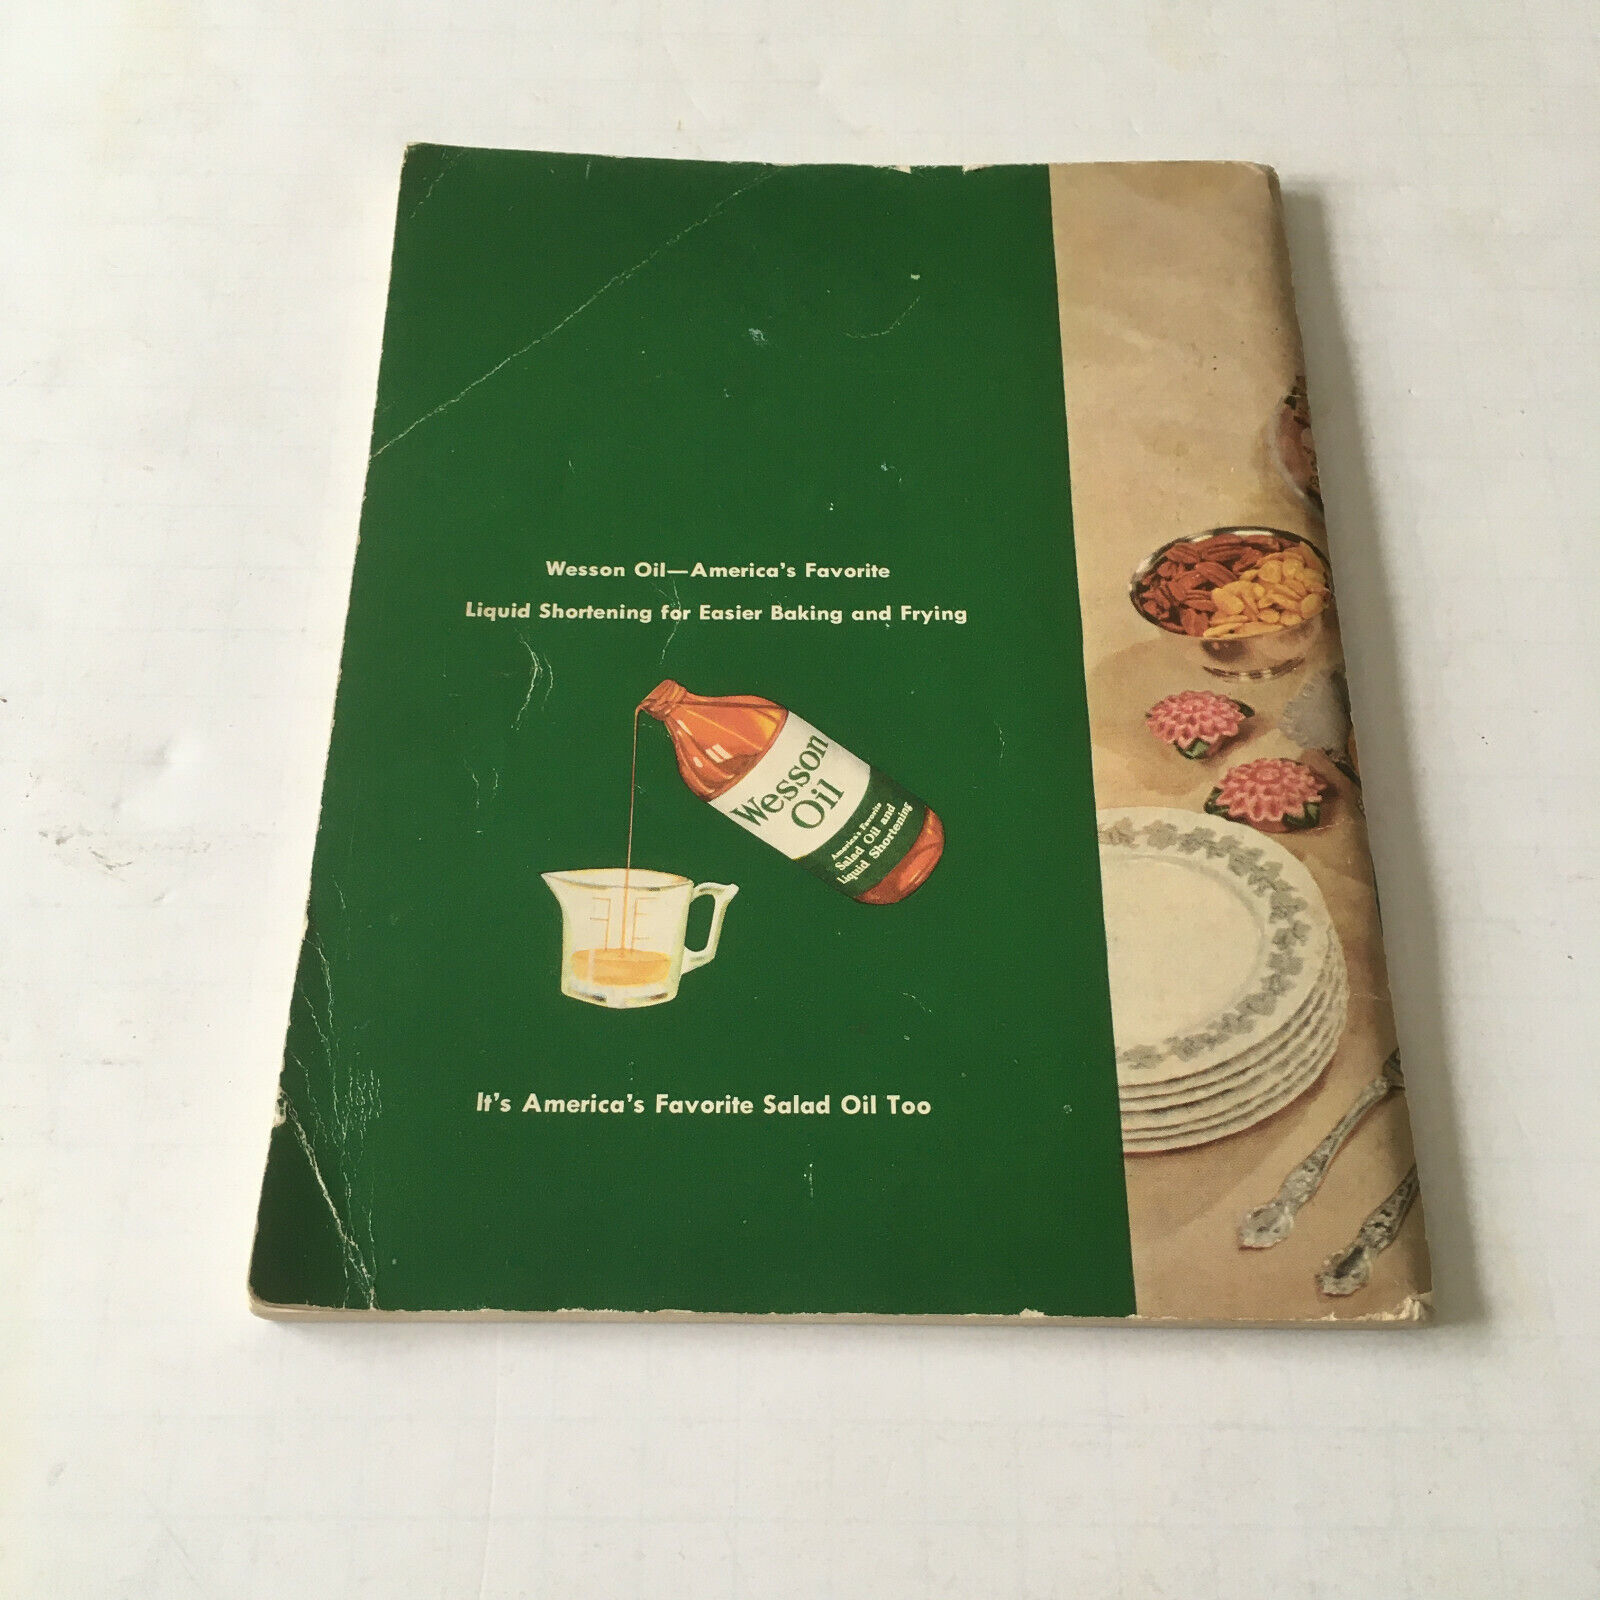 Wesson Oil—America's Favorite
Liquid Shortening for Easier Baking and Frying
Wesson
Oil
America's Favorite
Salad Oil and
Liquid Shortening
It's America's Favorite Salad Oil Too